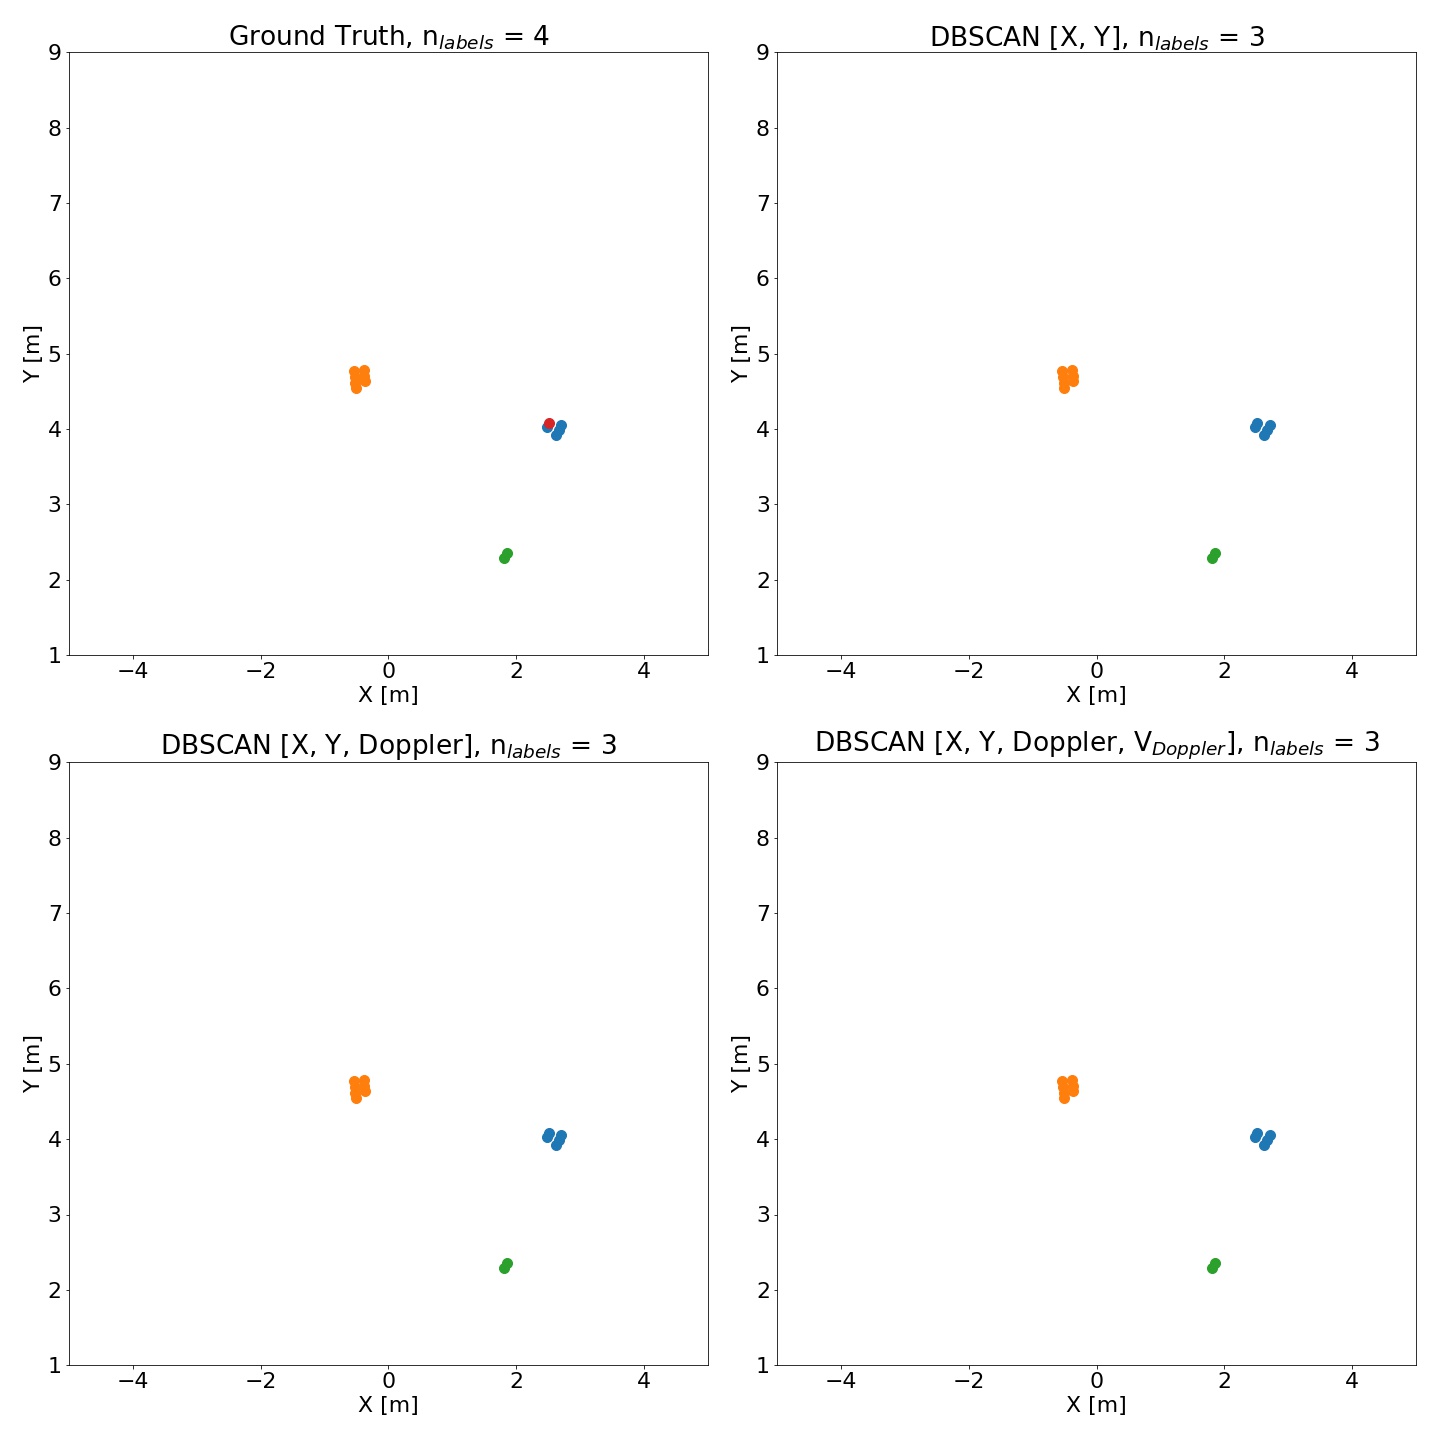 Ground Truth, n_labels = 4
9
8
7
6
5
4
3
2
1
Y [m]
−4 −2 0 2 4
X [m]
DBSCAN [X, Y], n_labels = 3
9
8
7
6
5
4
3
2
1
Y [m]
−4 −2 0 2 4
X [m]
DBSCAN [X, Y, Doppler], n_labels = 3
9
8
7
6
5
4
3
2
1
Y [m]
−4 −2 0 2 4
X [m]
DBSCAN [X, Y, Doppler, V_Doppler], n_labels = 3
9
8
7
6
5
4
3
2
1
Y [m]
−4 −2 0 2 4
X [m]